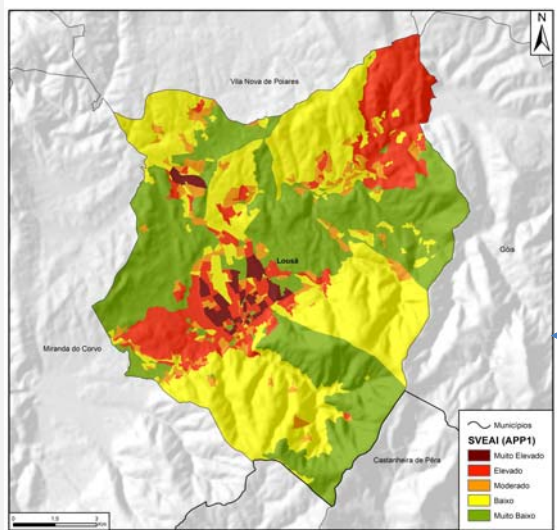 N
Vila Nova de Poiares
Góis
Lousã
Miranda do Corvo
Castanheira de Pêra
Municípios
SVEAI (APP1)
Muito Elevado
Elevado
Moderado
Baixo
Muito Baixo
0 1,5 3